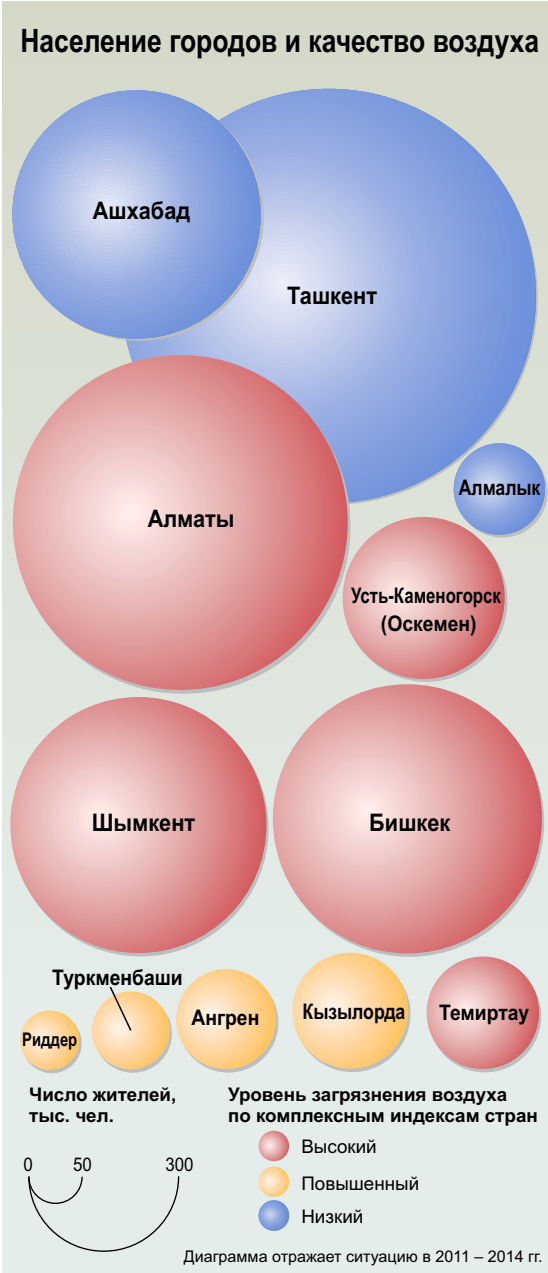 Население городов и качество воздуха
Ашхабад
Ташкент
Алмалык
Алматы
Усть-Каменогорск
(Оскемен)
Шымкент
Бишкек
Туркменбаши
Риддер
Ангрен
Кызылорда
Темиртау
Число жителей,
тыс. чел.
0 50 300
Уровень загрязнения воздуха
по комплексным индексам стран
Высокий
Повышенный
Низкий
Диаграмма отражает ситуацию в 2011 – 2014 гг.